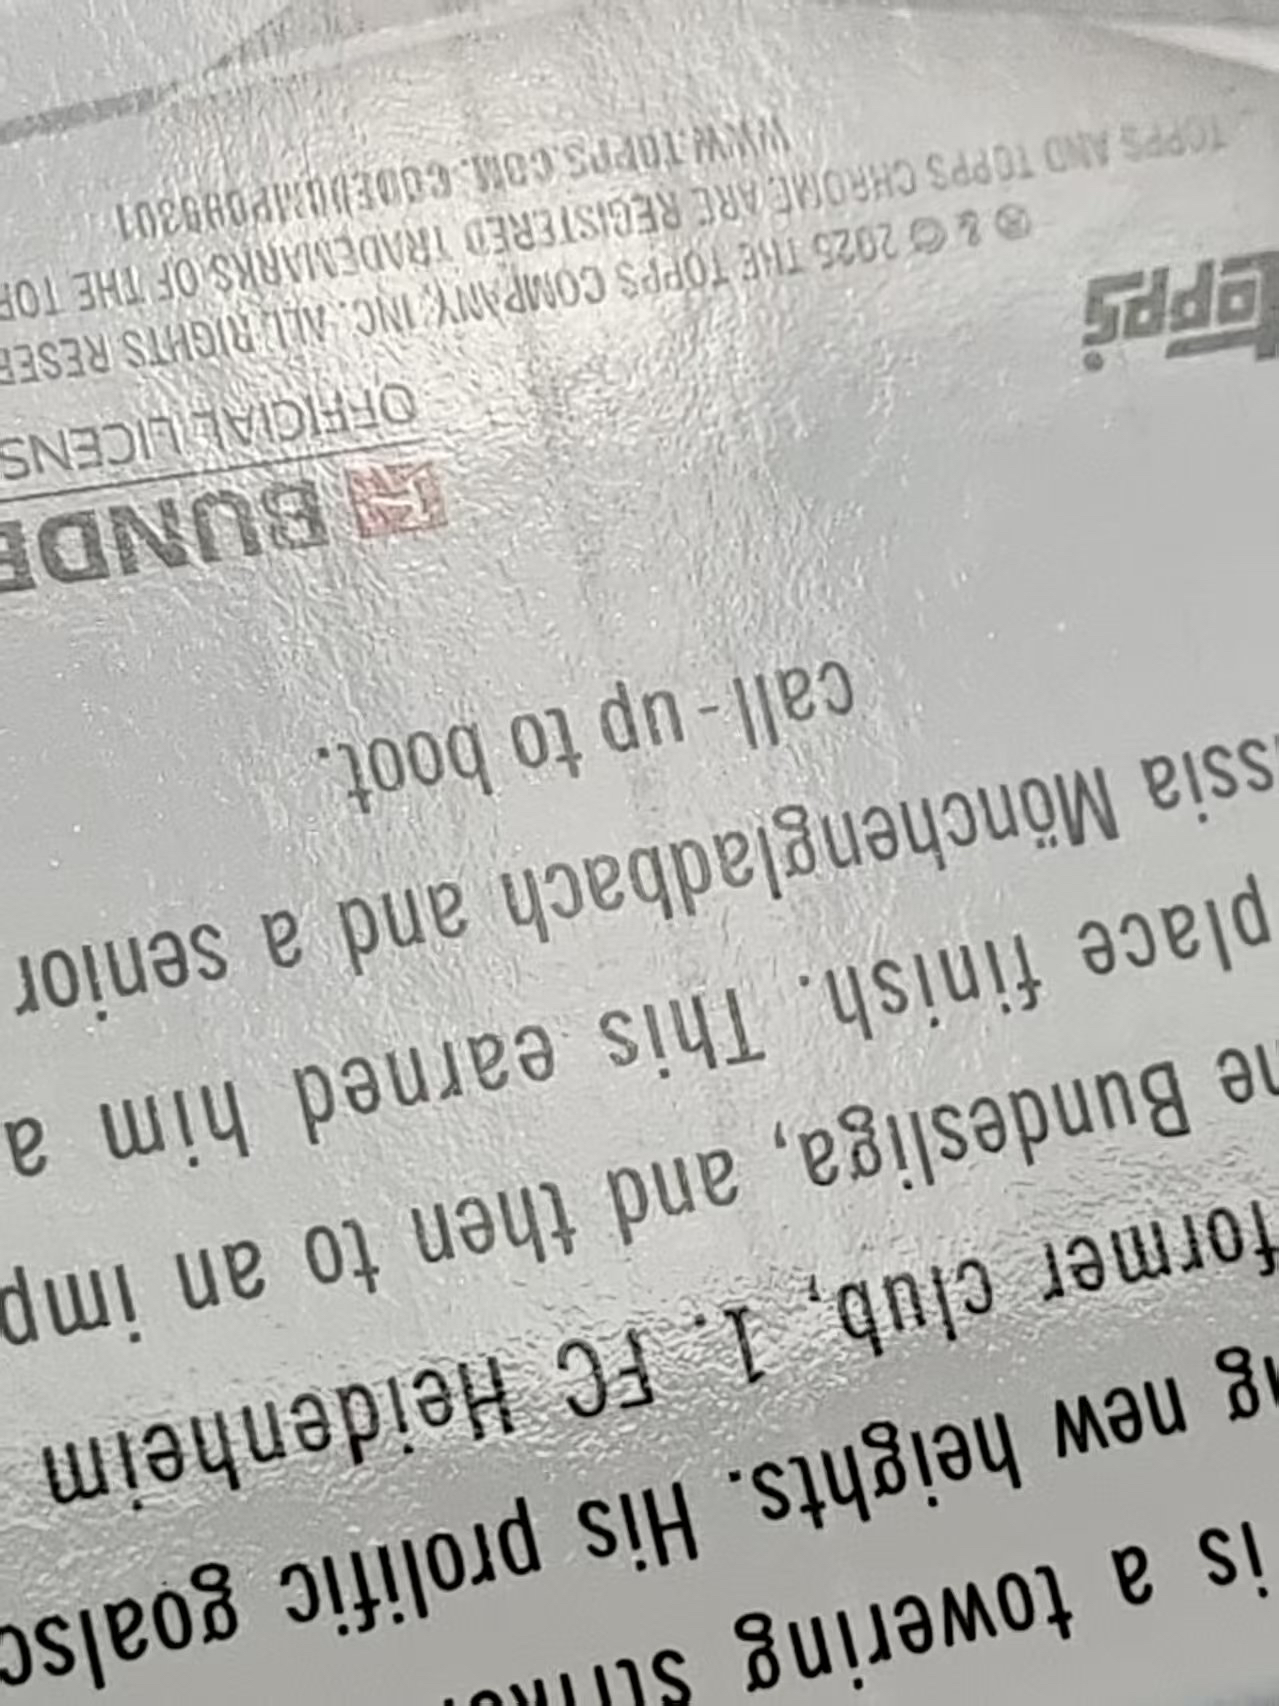 is a towering
ng new heights. His prolific goalsc
former club, 1. FC Heidenheim
ne Bundesliga, and then to an imp
place finish. This earned him a
ssia Mönchengladbach and a senior
call-up to boot.
BUNDE
OFFICIAL LICENS
topps
® & © 2025 THE TOPPS COMPANY, INC. ALL RIGHTS RESER
TOPPS AND TOPPS CHROME ARE REGISTERED TRADEMARKS OF THE TOP
WWW.TOPPS.COM.